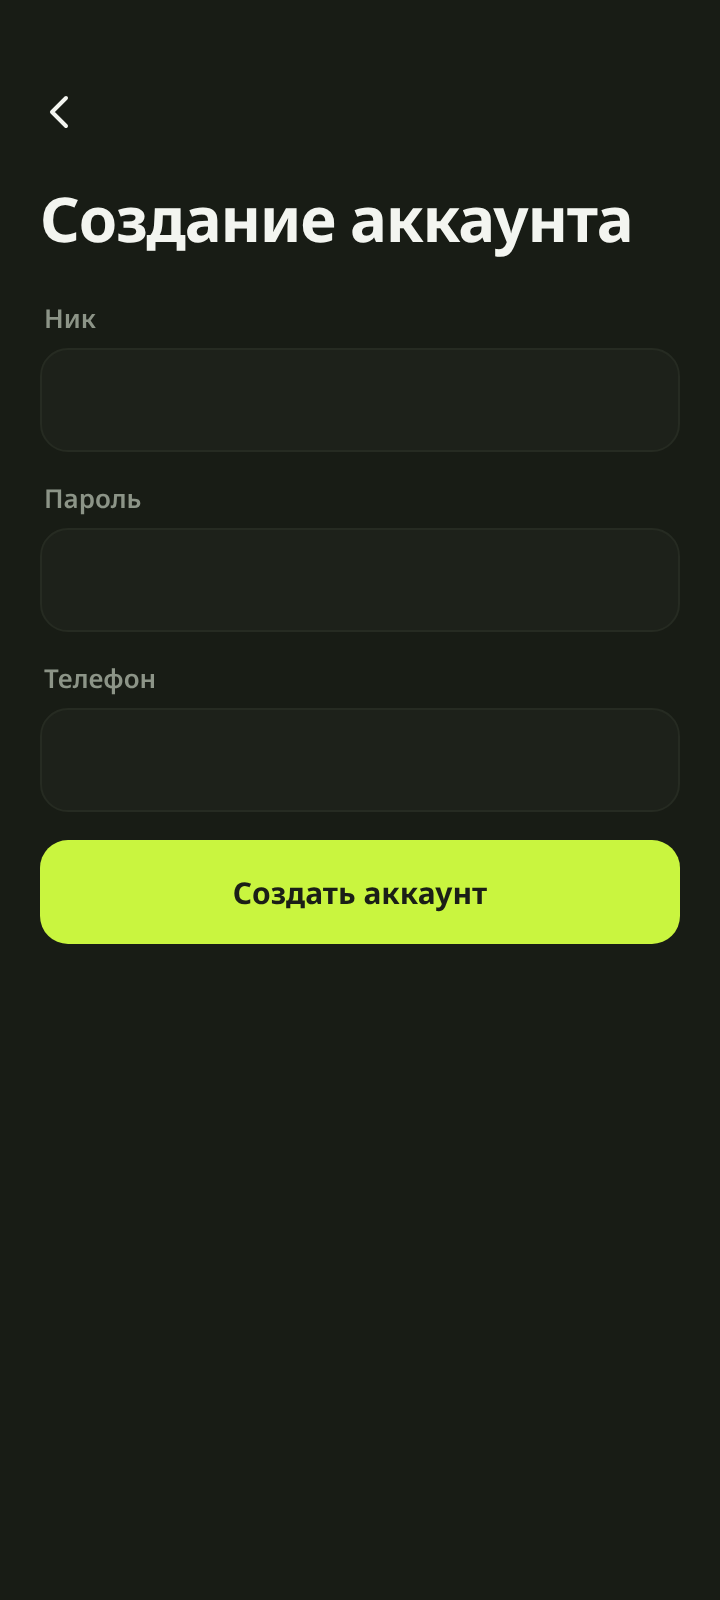 Создание аккаунта
Ник
Пароль
Телефон
Создать аккаунт